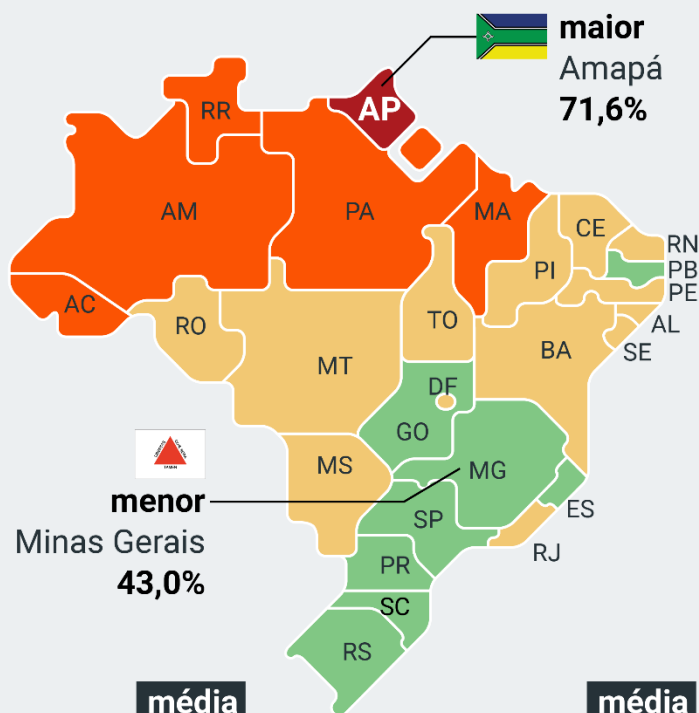 maior
Amapá
71,6%
AP
RR
AM
PA
MA
CE
RN
PI
PB
PE
AC
RO
TO
AL
BA
SE
MT
DF
GO
MS
MG
menor
Minas Gerais
43,0%
SP
ES
RJ
PR
SC
RS
média
média